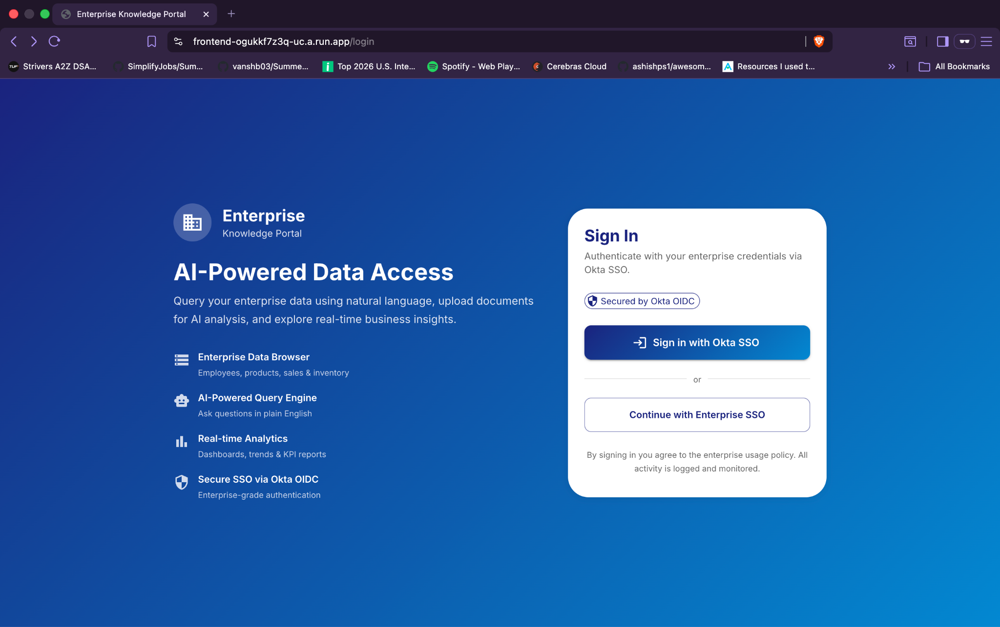 Enterprise Knowledge Portal
frontend-ogukkf7z3q-uc.a.run.app/login
TUF Strivers A2Z DSA...
SimplifyJobs/Sum...
vanshb03/Summe...
Top 2026 U.S. Inte...
Spotify - Web Play...
Cerebras Cloud
ashishps1/awesom...
Resources I used t...
All Bookmarks
Enterprise
Knowledge Portal
AI-Powered Data Access
Query your enterprise data using natural language, upload documents
for AI analysis, and explore real-time business insights.
Enterprise Data Browser
Employees, products, sales & inventory
AI-Powered Query Engine
Ask questions in plain English
Real-time Analytics
Dashboards, trends & KPI reports
Secure SSO via Okta OIDC
Enterprise-grade authentication
Sign In
Authenticate with your enterprise credentials via
Okta SSO.
Secured by Okta OIDC
Sign in with Okta SSO
or
Continue with Enterprise SSO
By signing in you agree to the enterprise usage policy. All
activity is logged and monitored.